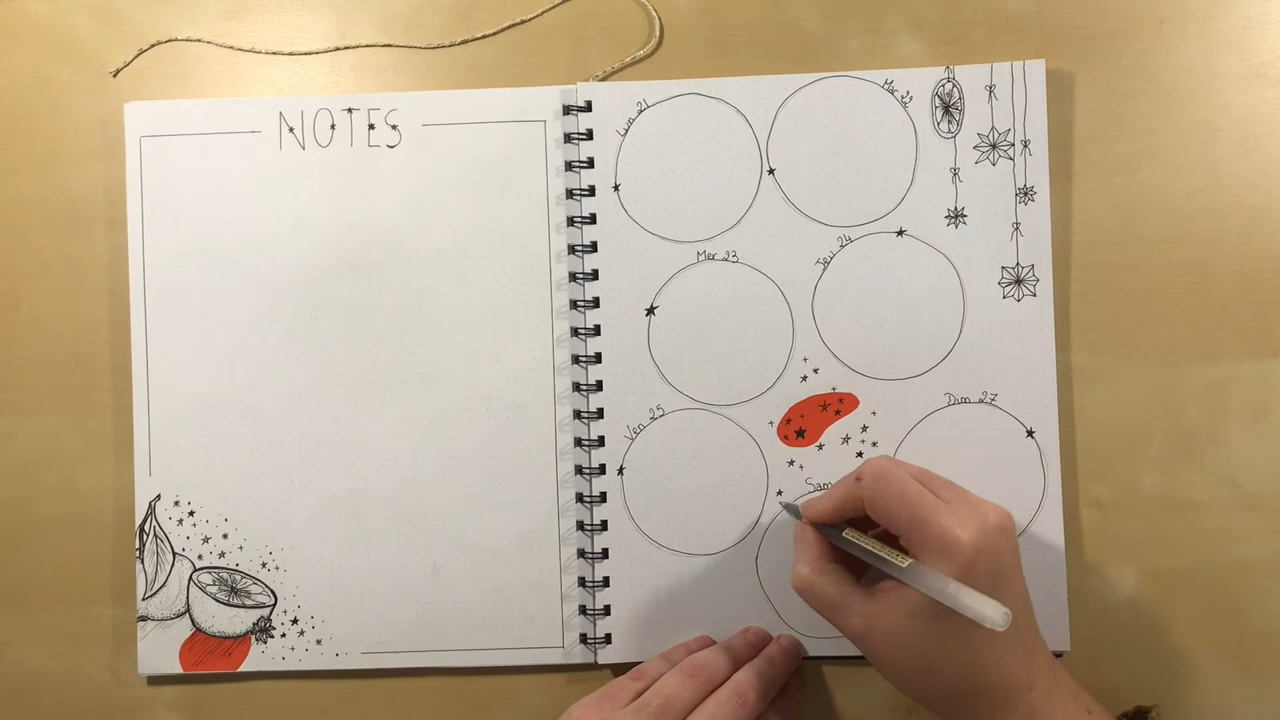 NOTES
Lun 21
Mar 22
Mer 23
Jeu 24
Ven 25
Sam
Dim 27